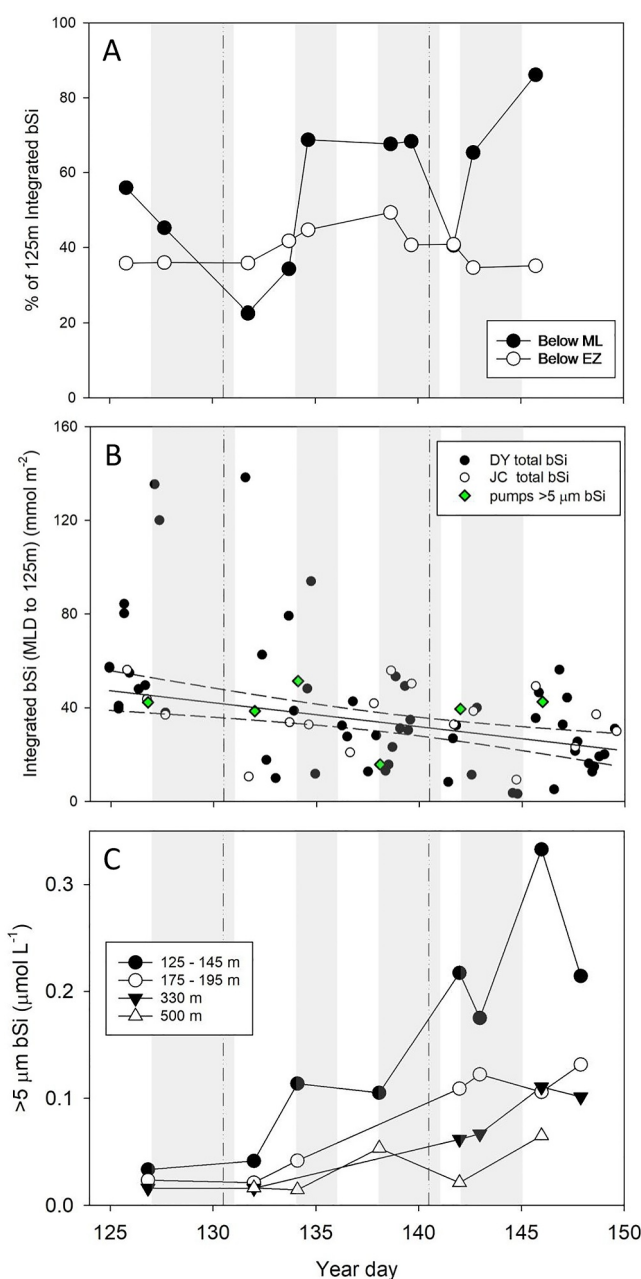 A
100
80
60
40
20
0
% of 125m Integrated bSi
Below ML
Below EZ
B
160
120
80
40
0
Integrated bSi (MLD to 125m) (mmol m⁻²)
DY total bSi
JC total bSi
pumps >5 µm bSi
C
0.3
0.2
0.1
0.0
>5 µm bSi (µmol L⁻¹)
125 - 145 m
175 - 195 m
330 m
500 m
125 130 135 140 145 150
Year day